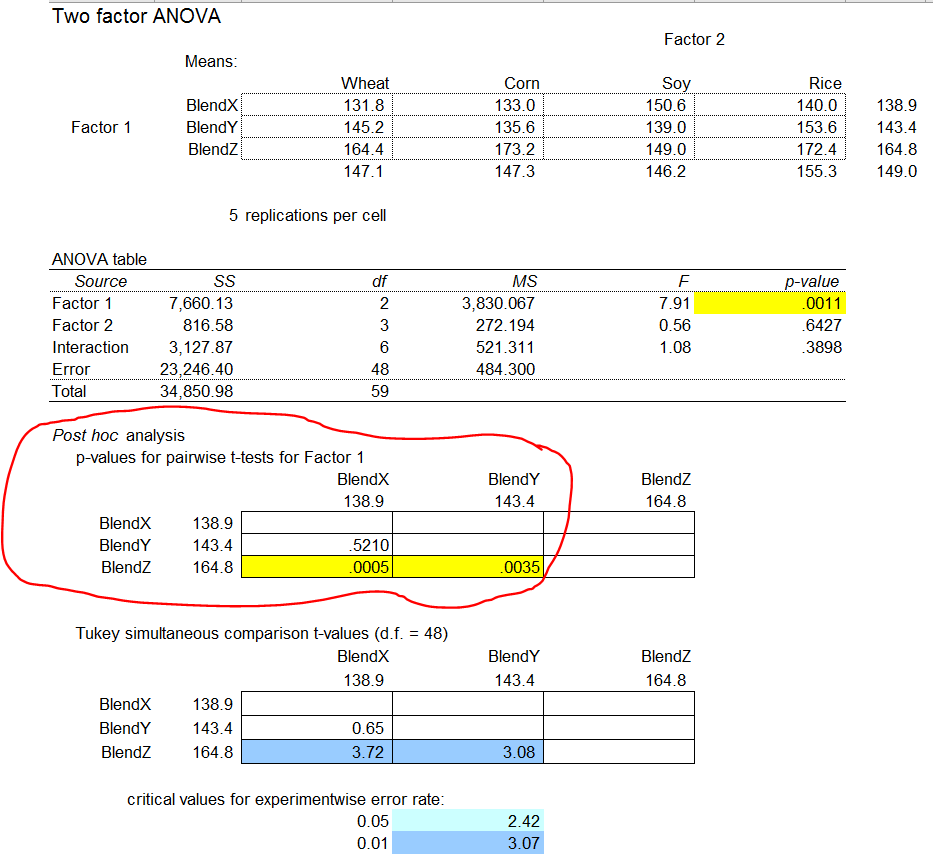 Two factor ANOVA
Factor 2
Means:
Wheat Corn Soy Rice
BlendX 131.8 133.0 150.6 140.0 138.9
Factor 1 BlendY 145.2 135.6 139.0 153.6 143.4
BlendZ 164.4 173.2 149.0 172.4 164.8
147.1 147.3 146.2 155.3 149.0
5 replications per cell
ANOVA table
Source SS df MS F p-value
Factor 1 7,660.13 2 3,830.067 7.91 .0011
Factor 2 816.58 3 272.194 0.56 .6427
Interaction 3,127.87 6 521.311 1.08 .3898
Error 23,246.40 48 484.300
Total 34,850.98 59
Post hoc analysis
p-values for pairwise t-tests for Factor 1
BlendX BlendY BlendZ
138.9 143.4 164.8
BlendX 138.9
BlendY 143.4 .5210
BlendZ 164.8 .0005 .0035
Tukey simultaneous comparison t-values (d.f. = 48)
BlendX BlendY BlendZ
138.9 143.4 164.8
BlendX 138.9
BlendY 143.4 0.65
BlendZ 164.8 3.72 3.08
critical values for experimentwise error rate:
0.05 2.42
0.01 3.07